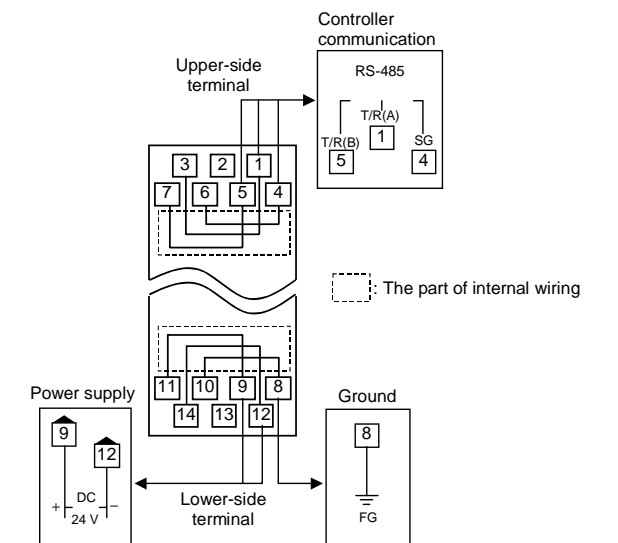 Controller
communication
RS-485
T/R(A)
1
T/R(B)
SG
5
4
Upper-side
terminal
3 2 1
7 6 5 4
: The part of internal wiring
11 10 9 8
14 13 12
Power supply
9
12
+ DC –
24 V
Lower-side
terminal
Ground
8
FG